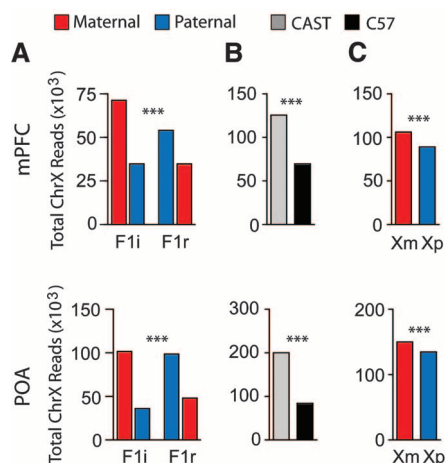 Maternal Paternal CAST C57
A B C
mPFC
Total ChrX Reads (x10³)
75
50
25
0
***
F1i F1r
150
100
50
0
***
150
100
50
0
***
Xm Xp
POA
Total ChrX Reads (x10³)
100
50
0
***
F1i F1r
300
200
100
0
***
150
100
0
***
Xm Xp